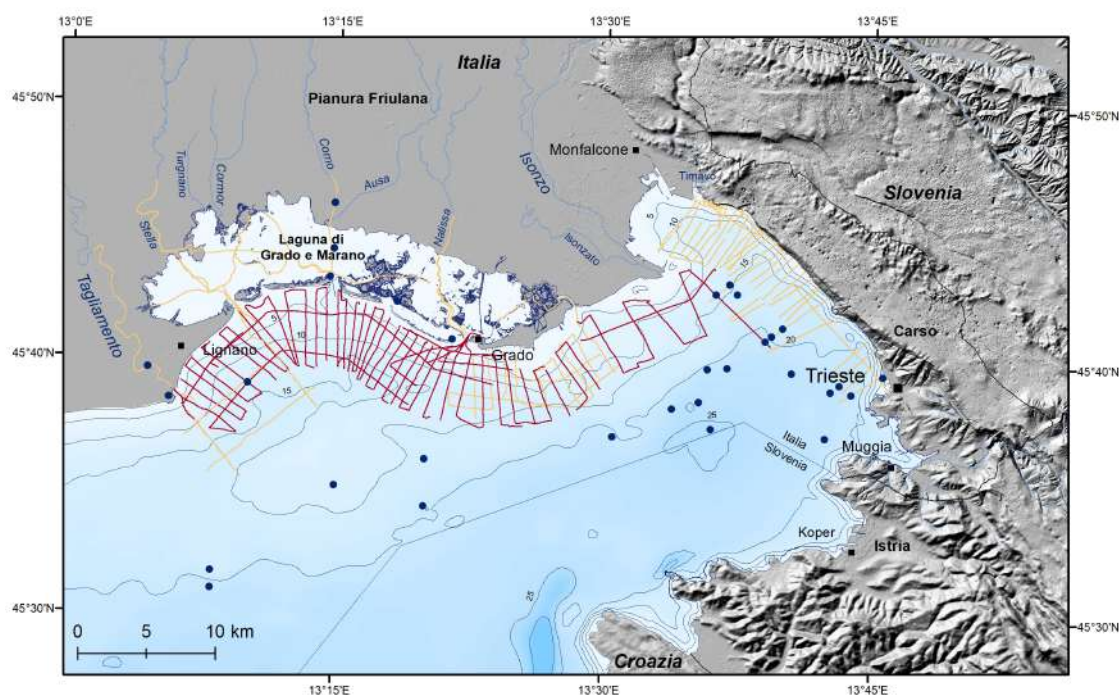 13°0'E
13°15'E
13°30'E
13°45'E
Italia
45°50'N
Pianura Friulana
45°50'N
Turgnano
Cormor
Corno
Ausa
Natissa
Isonzo
Monfalcone
Timavo
Slovenia
5
10
Stella
Laguna di
Grado e Marano
Isonzato
15
Tagliamento
5
Carso
45°40'N
Lignano
10
Grado
20
45°40'N
Trieste
15
25
Italia
Slovenia
Muggia
Koper
Istria
45°30'N
25
45°30'N
0 5 10 km
Croazia
13°15'E
13°30'E
13°45'E